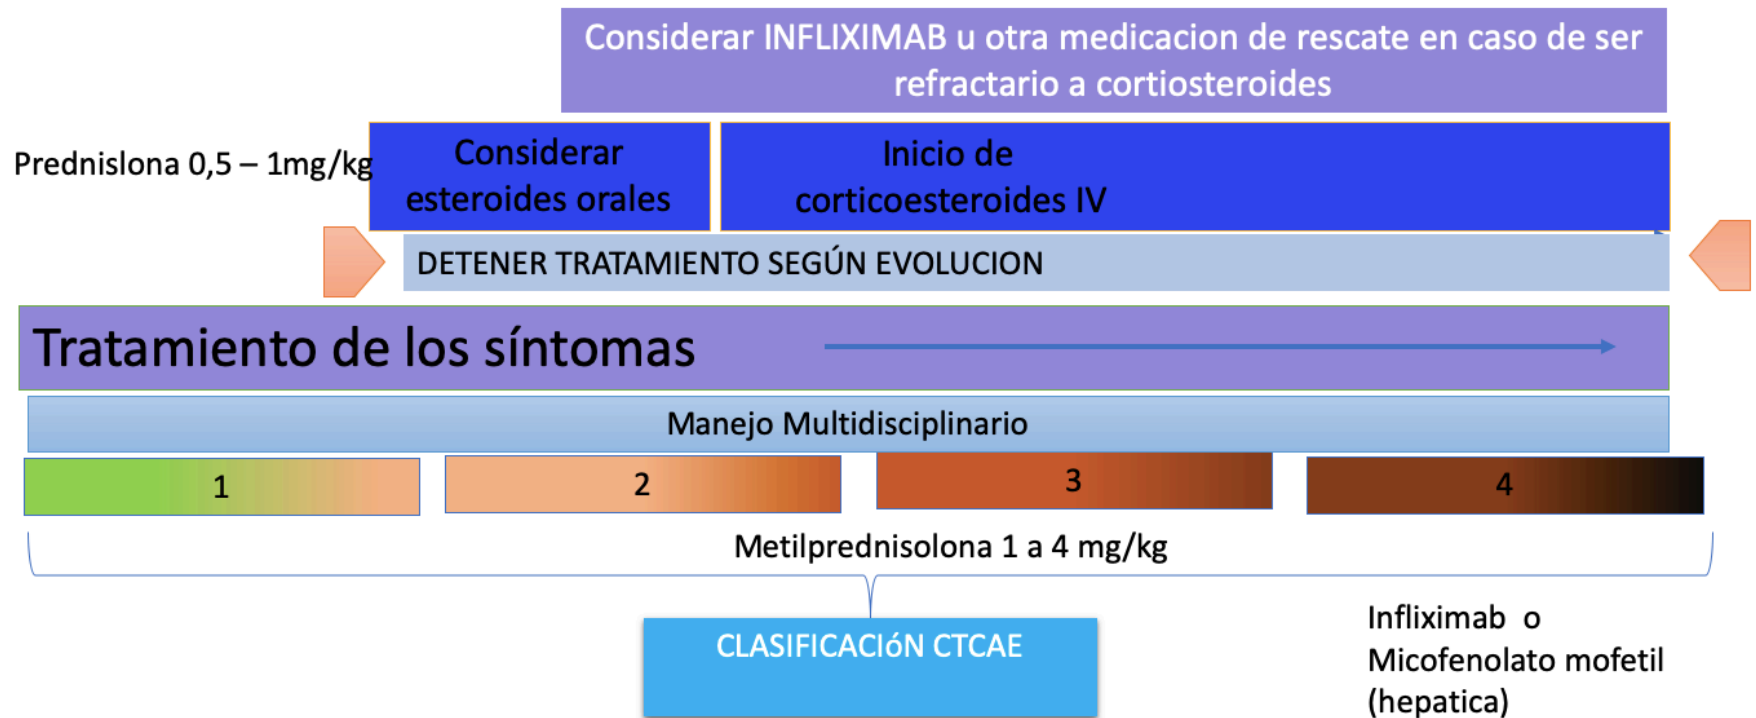 Considerar INFLIXIMAB u otra medicacion de rescate en caso de ser
refractario a cortiosteroides
Prednislona 0,5 – 1mg/kg
Considerar
esteroides orales
Inicio de
corticoesteroides IV
DETENER TRATAMIENTO SEGÚN EVOLUCION
Tratamiento de los síntomas
Manejo Multidisciplinario
1
2
3
4
Metilprednisolona 1 a 4 mg/kg
CLASIFICACIóN CTCAE
Infliximab o
Micofenolato mofetil
(hepatica)